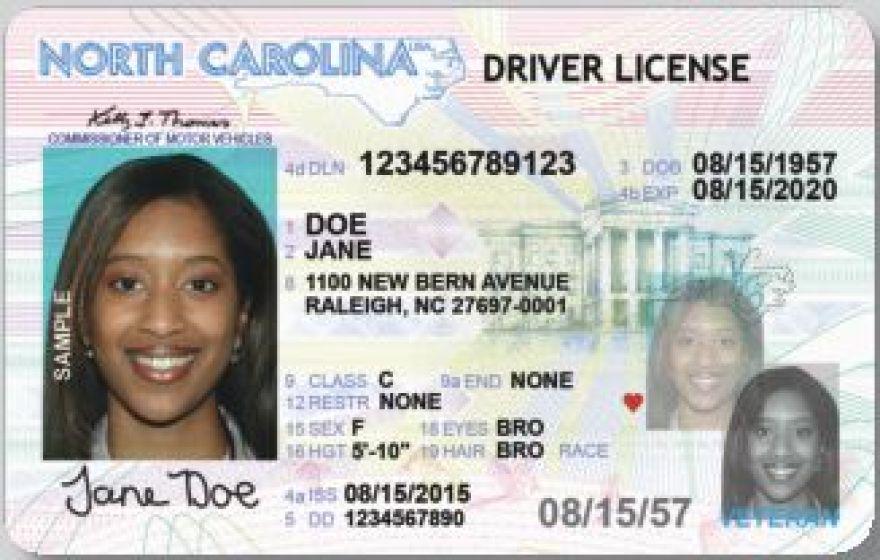 NORTH CAROLINA USA DRIVER LICENSE
Kelly J. Thomas
COMMISSIONER OF MOTOR VEHICLES
SAMPLE
4d DLN 123456789123
3 DOB 08/15/1957
4b EXP 08/15/2020
1 DOE
2 JANE
8 1100 NEW BERN AVENUE
RALEIGH, NC 27697-0001
9 CLASS C 9a END NONE
12 RESTR NONE
15 SEX F 18 EYES BRO
16 HGT 5'-10" 19 HAIR BRO RACE
Jane Doe
4a ISS 08/15/2015
5 DD 1234567890
08/15/57
VETERAN